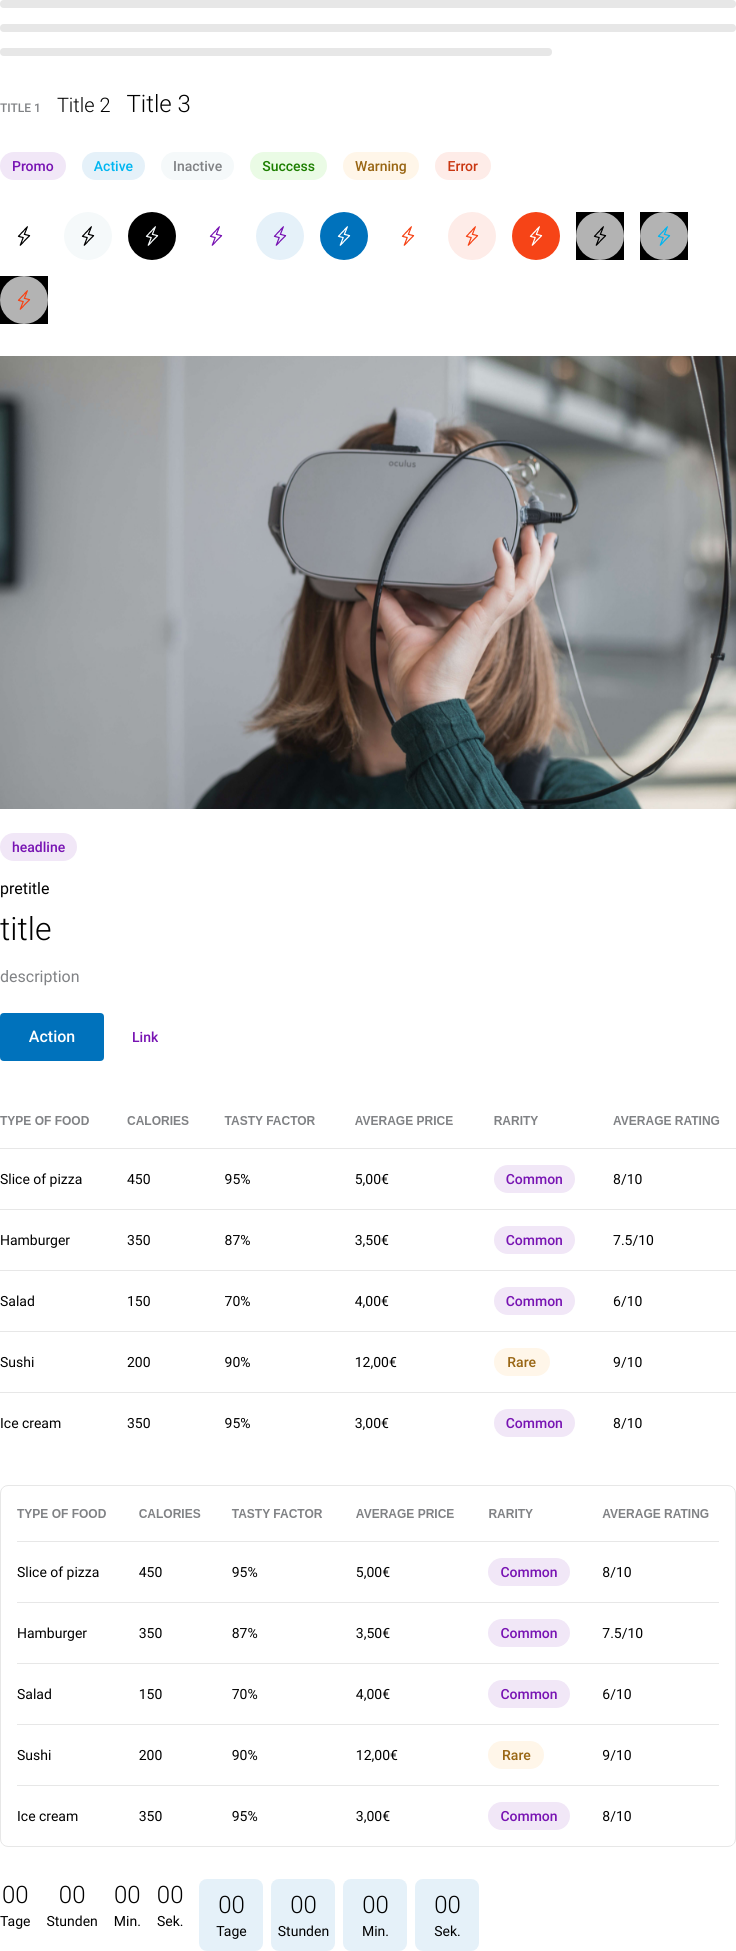 TITLE 1 Title 2 Title 3
Promo Active Inactive Success Warning Error
oculus
headline
pretitle
title
description
Action Link
TYPE OF FOOD CALORIES TASTY FACTOR AVERAGE PRICE RARITY AVERAGE RATING
Slice of pizza 450 95% 5,00€ Common 8/10
Hamburger 350 87% 3,50€ Common 7.5/10
Salad 150 70% 4,00€ Common 6/10
Sushi 200 90% 12,00€ Rare 9/10
Ice cream 350 95% 3,00€ Common 8/10
TYPE OF FOOD CALORIES TASTY FACTOR AVERAGE PRICE RARITY AVERAGE RATING
Slice of pizza 450 95% 5,00€ Common 8/10
Hamburger 350 87% 3,50€ Common 7.5/10
Salad 150 70% 4,00€ Common 6/10
Sushi 200 90% 12,00€ Rare 9/10
Ice cream 350 95% 3,00€ Common 8/10
00 00 00 00 00 00 00 00
Tage Stunden Min. Sek. Tage Stunden Min. Sek.